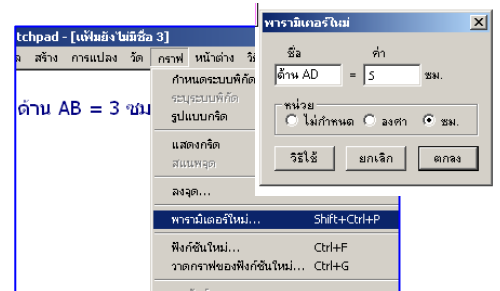 tchpad - [แฟ้มยังไม่มีชื่อ 3]
สร้าง การแปลง วัด กราฟ หน้าต่าง
ด้าน AB = 3 ซม
กำหนดระบบพิกัด
ระบุระบบพิกัด
รูปแบบกริด
แสดงกริด
สแนพจุด
ลงจุด...
พารามิเตอร์ใหม่... Shift+Ctrl+P
ฟังก์ชันใหม่... Ctrl+F
วาดกราฟของฟังก์ชันใหม่... Ctrl+G
พารามิเตอร์ใหม่
ชื่อ ค่า
ด้าน AD = 5 ซม.
หน่วย
ไม่กำหนด องศา ซม.
วิธีใช้ ยกเลิก ตกลง